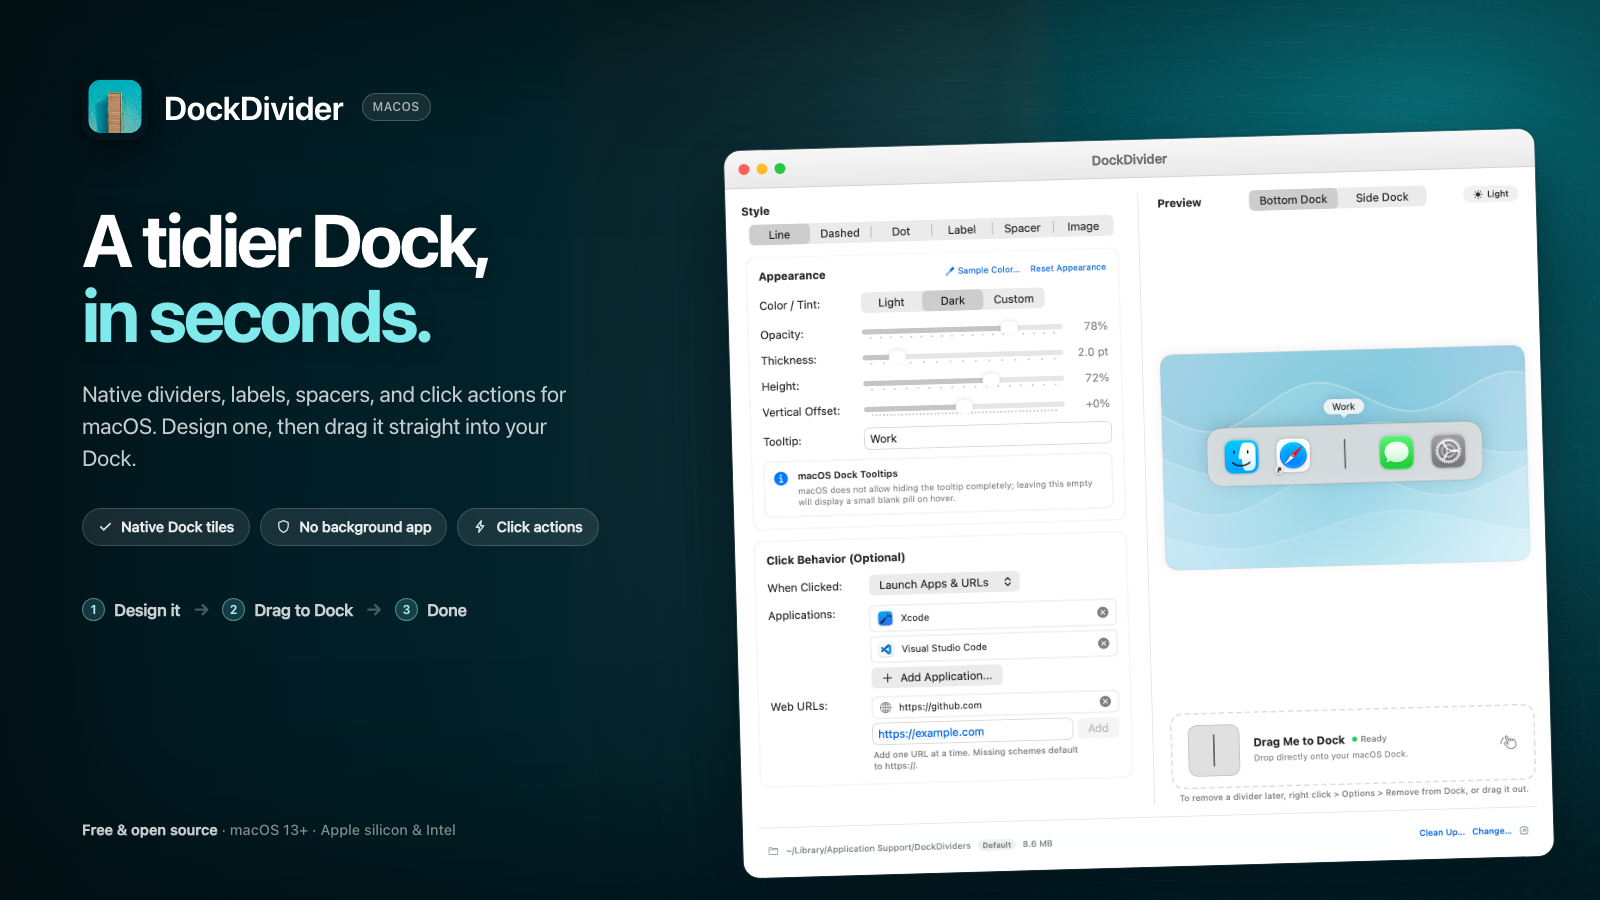 DockDivider
MACOS
A tidier Dock,
in seconds.
Native dividers, labels, spacers, and click actions for
macOS. Design one, then drag it straight into your
Dock.
Native Dock tiles
No background app
Click actions
1 Design it → 2 Drag to Dock → 3 Done
Free & open source · macOS 13+ · Apple silicon & Intel
DockDivider
Style
Line Dashed Dot Label Spacer Image
Appearance
Sample Color... Reset Appearance
Color / Tint: Light Dark Custom
Opacity: 78%
Thickness: 2.0 pt
Height: 72%
Vertical Offset: +0%
Tooltip: Work
macOS Dock Tooltips
macOS does not allow hiding the tooltip completely; leaving this empty
will display a small blank pill on hover.
Click Behavior (Optional)
When Clicked: Launch Apps & URLs
Applications: Xcode
Visual Studio Code
+ Add Application...
Web URLs: https://github.com
https://example.com Add
Add one URL at a time. Missing schemes default
to https://.
Preview
Bottom Dock Side Dock
Light
Work
Drag Me to Dock Ready
Drop directly onto your macOS Dock.
To remove a divider later, right click > Options > Remove from Dock, or drag it out.
~/Library/Application Support/DockDividers Default 8.6 MB
Clean Up... Change...